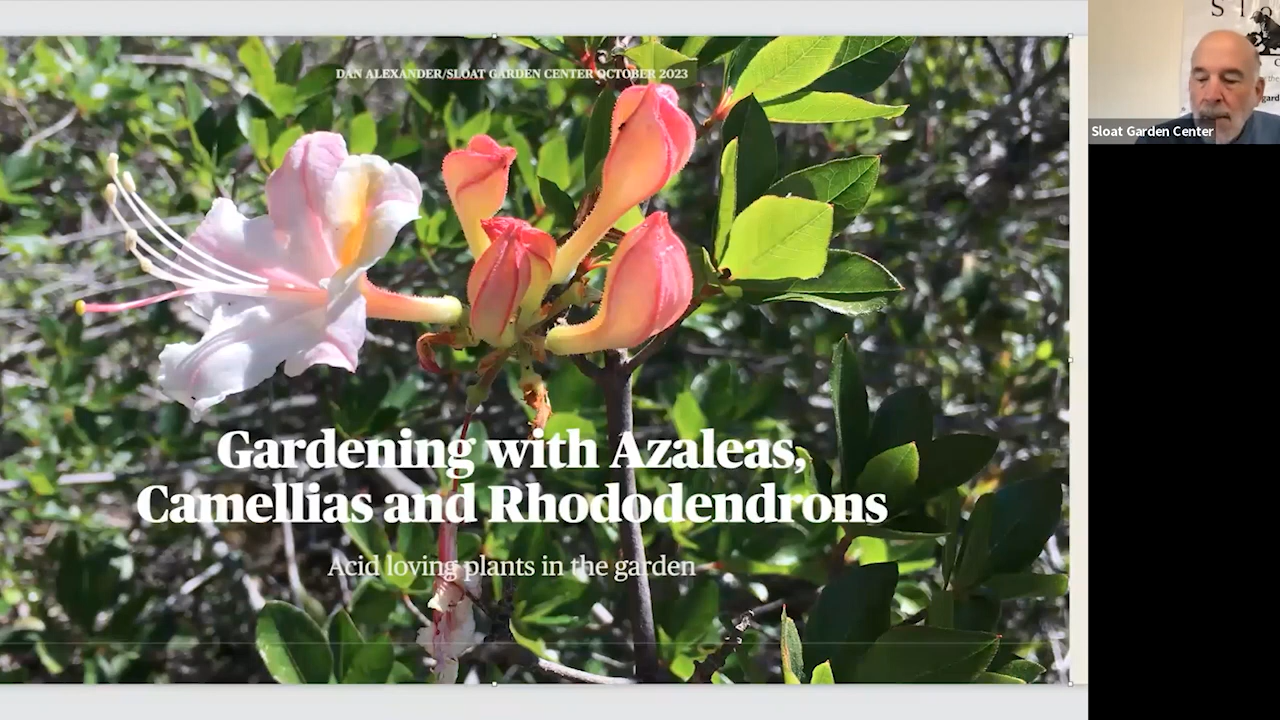 DAN ALEXANDER/SLOAT GARDEN CENTER OCTOBER 2023
Gardening with Azaleas,
Camellias and Rhododendrons
Acid loving plants in the garden
Sloat Garden Center